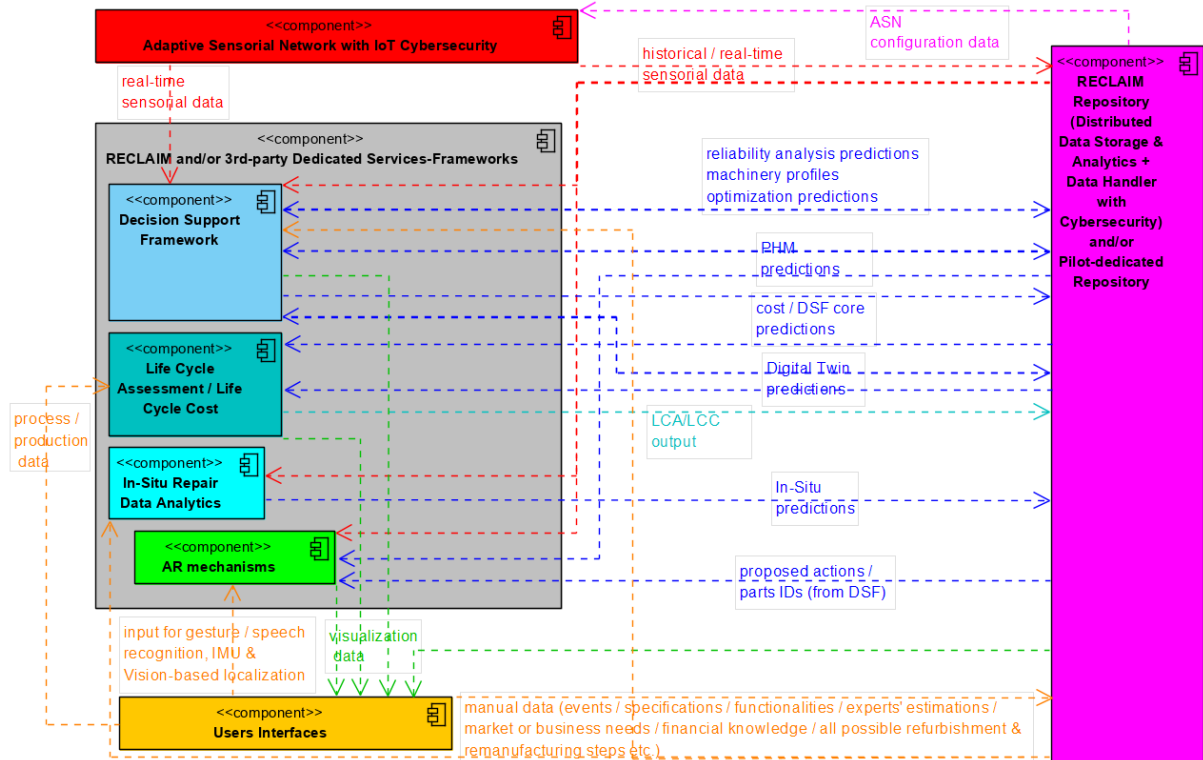 <<component>>
Adaptive Sensorial Network with IoT Cybersecurity
ASN
configuration data
historical / real-time
sensorial data
<<component>>
RECLAIM
Repository
(Distributed
Data Storage &
Analytics +
Data Handler
with
Cybersecurity)
and/or
Pilot-dedicated
Repository
real-time
sensorial data
<<component>>
RECLAIM and/or 3rd-party Dedicated Services-Frameworks
<<component>>
Decision Support
Framework
reliability analysis predictions
machinery profiles
optimization predictions
PHM
predictions
cost / DSF core
predictions
<<component>>
Life Cycle
Assessment / Life
Cycle Cost
Digital Twin
predictions
process /
production
data
LCA/LCC
output
<<component>>
In-Situ Repair
Data Analytics
In-Situ
predictions
<<component>>
AR mechanisms
proposed actions /
parts IDs (from DSF)
input for gesture / speech
recognition, IMU &
Vision-based localization
visualization
data
<<component>>
Users Interfaces
manual data (events / specifications / functionalities / experts' estimations /
market or business needs / financial knowledge / all possible refurbishment &
remanufacturing steps etc.)